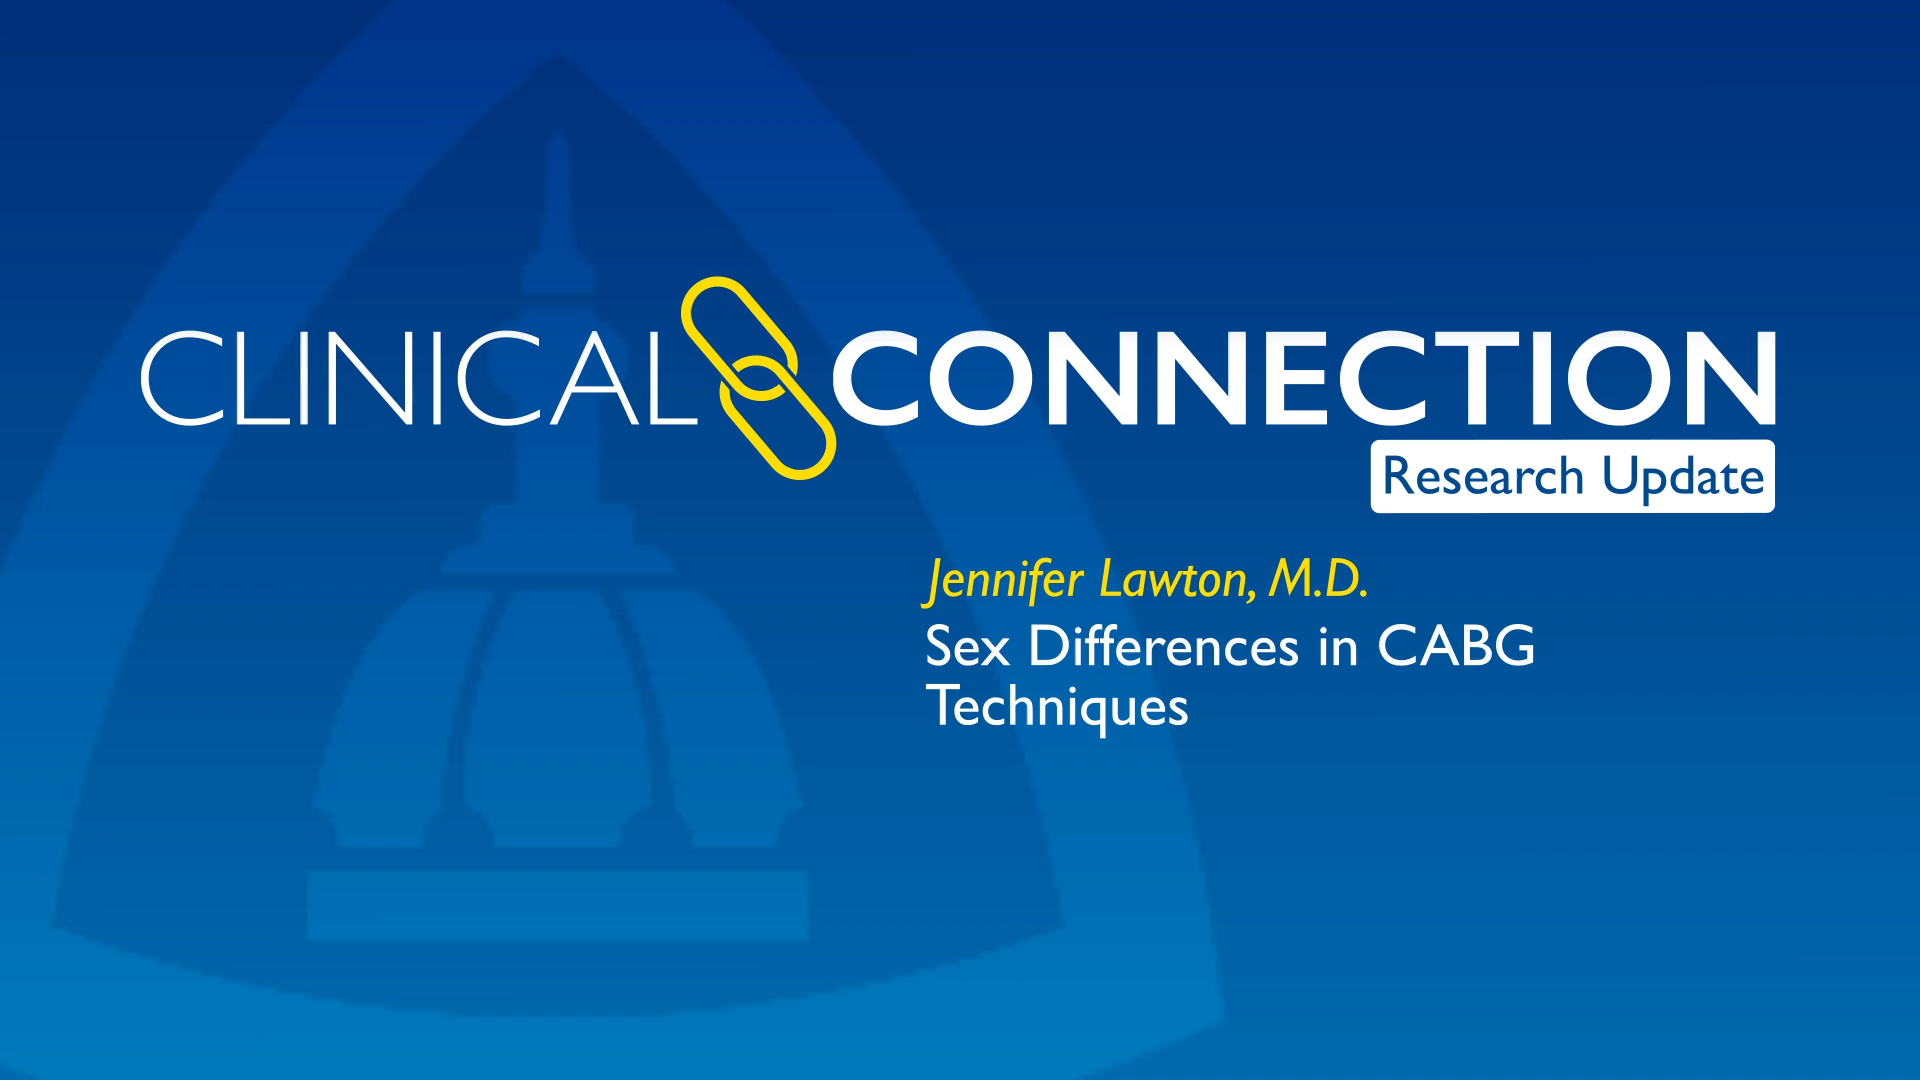 CLINICAL CONNECTION
Research Update
Jennifer Lawton, M.D.
Sex Differences in CABG
Techniques